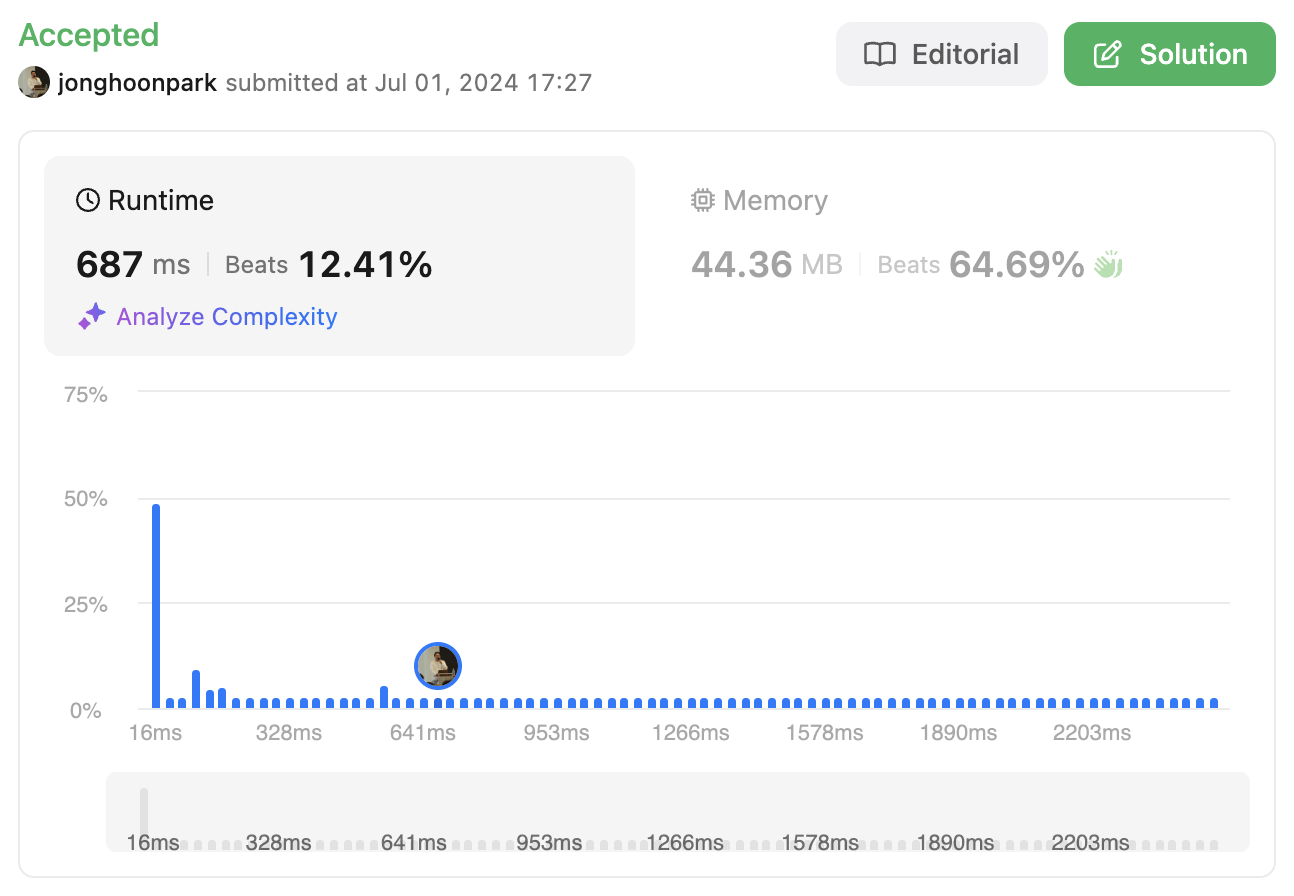 Accepted
jonghoonpark submitted at Jul 01, 2024 17:27
Editorial
Solution
Runtime
687 ms | Beats 12.41%
Analyze Complexity
Memory
44.36 MB | Beats 64.69%
75%
50%
25%
0%
16ms 328ms 641ms 953ms 1266ms 1578ms 1890ms 2203ms
16ms 328ms 641ms 953ms 1266ms 1578ms 1890ms 2203ms